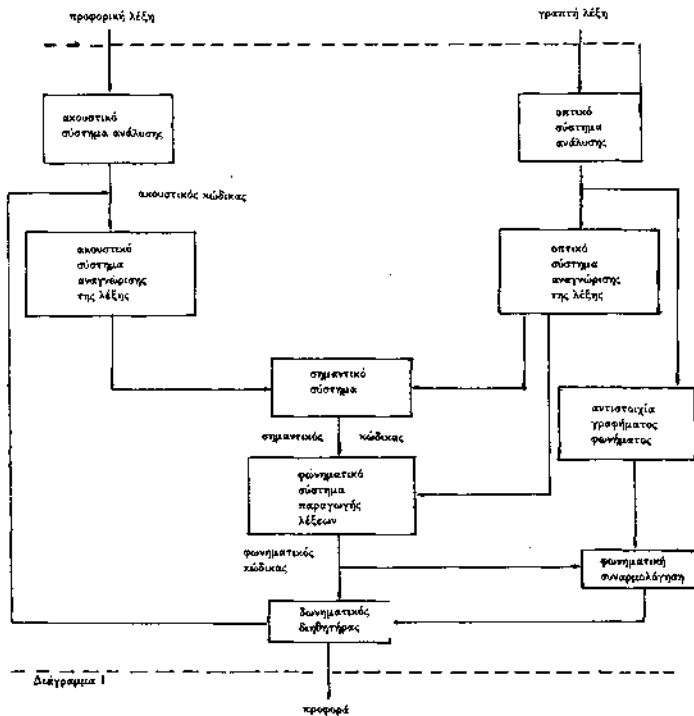 προφορική λέξη
γραπτή λέξη
ακουστικό
σύστημα ανάλυσης
οπτικό
σύστημα
ανάλυσης
ακουστικός κώδικας
ακουστικό
σύστημα
αναγνώρισης
της λέξης
οπτικό
σύστημα
αναγνώρισης
της λέξης
σημαντικό
σύστημα
αντιστοιχία
γραφήματος
φωνήματος
σημαντικός κώδικας
φώνηματικό
σύστημα
παραγωγής
λέξεων
φωνηματικός
κώδικας
φωνηματική
συναρμολόγηση
δωνηματικός
διηθητήρας
Διάγραμμα 1
προφορά